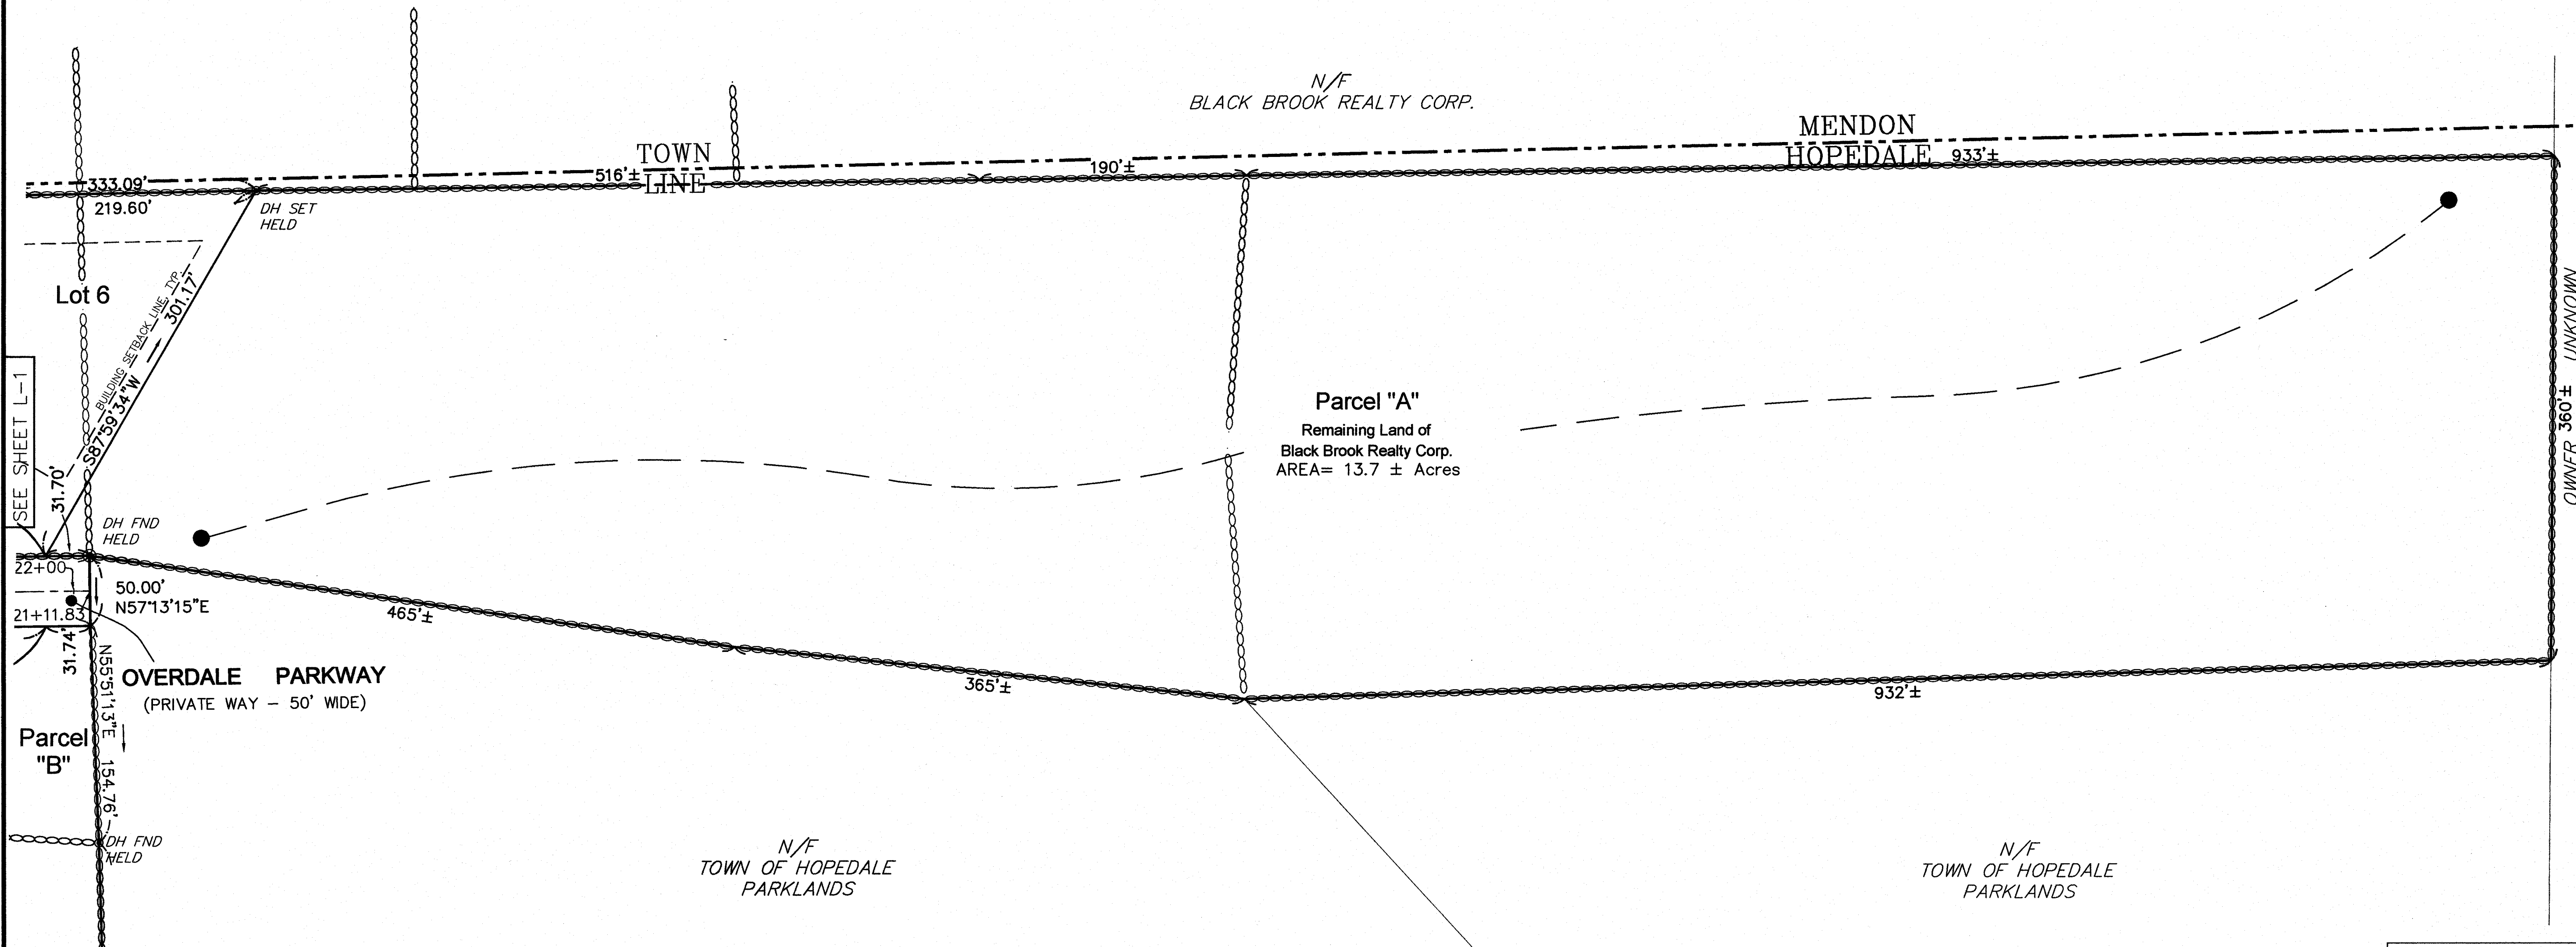 N/F
BLACK BROOK REALTY CORP.
MENDON
HOPEDALE
TOWN
LINE
333.09'
219.60'
516'±
190'±
933'±
DH SET
HELD
Lot 6
BUILDING SETBACK LINE, TYP.
301.17'
S87°59'34"W
SEE SHEET L-1
31.70'
DH FND
HELD
22+00
21+11.83
50.00'
N57°13'15"E
31.74'
N55°51'13"E 154.76'
OVERDALE PARKWAY
(PRIVATE WAY - 50' WIDE)
Parcel
"B"
DH FND
HELD
465'±
365'±
932'±
Parcel "A"
Remaining Land of
Black Brook Realty Corp.
AREA= 13.7 ± Acres
360'±
OWNER UNKNOWN
N/F
TOWN OF HOPEDALE
PARKLANDS
N/F
TOWN OF HOPEDALE
PARKLANDS